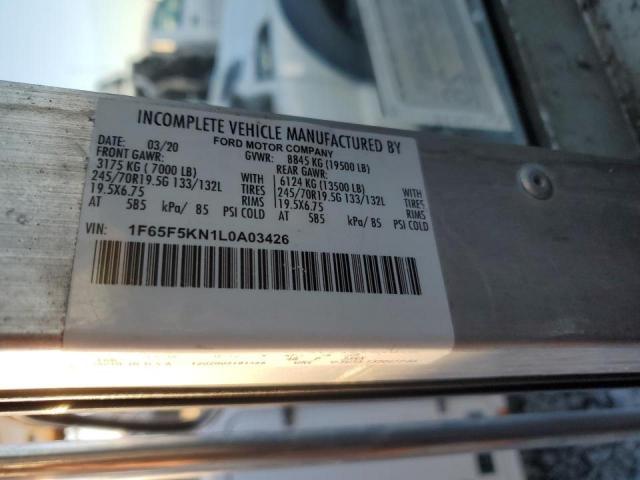 INCOMPLETE VEHICLE MANUFACTURED BY
FORD MOTOR COMPANY
DATE: 03/20 GVWR: 8845 KG (19500 LB)
FRONT GAWR: REAR GAWR:
3175 KG ( 7000 LB) WITH 6124 KG (13500 LB) WITH
245/70R19.5G 133/132L TIRES 245/70R19.5G 133/132L TIRES
19.5X6.75 RIMS 19.5X6.75 RIMS
AT 585 kPa/ 85 PSI COLD AT 585 kPa/ 85 PSI COLD
VIN: 1F65F5KN1L0A03426